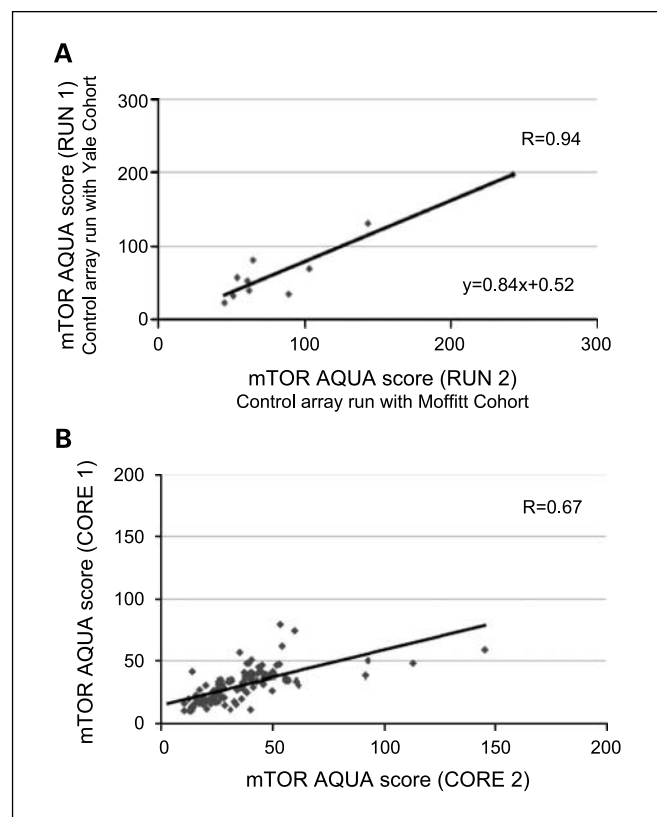 A
mTOR AQUA score (RUN 1)
Control array run with Yale Cohort
300
200
100
0
R=0.94
y=0.84x+0.52
0 100 200 300
mTOR AQUA score (RUN 2)
Control array run with Moffitt Cohort
B
mTOR AQUA score (CORE 1)
200
150
100
50
0
R=0.67
0 50 100 150 200
mTOR AQUA score (CORE 2)